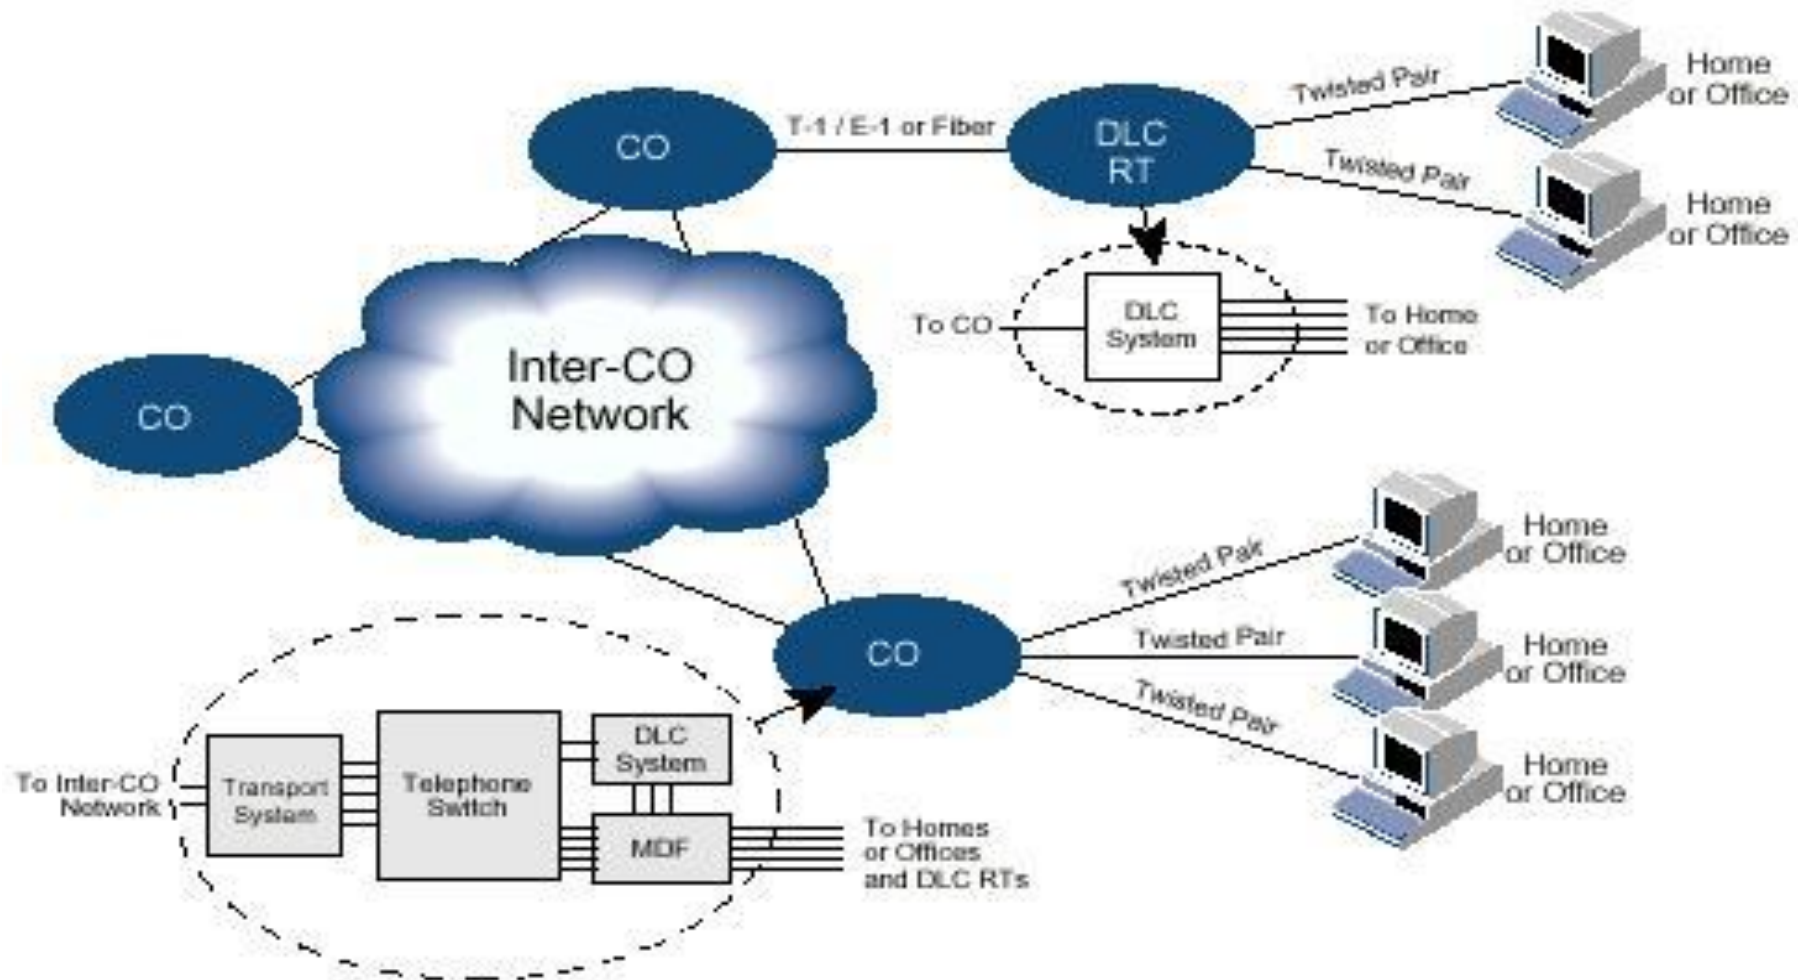 Twisted Pair
Home
or Office
CO
T-1 / E-1 or Fiber
DLC
RT
Twisted Pair
Home
or Office
To CO
DLC
System
To Home
or Office
Inter-CO
Network
CO
Twisted Pair
Home
or Office
CO
Twisted Pair
Home
or Office
Twisted Pair
Home
or Office
To Inter-CO
Network
Transport
System
Telephone
Switch
DLC
System
MDF
To Homes
or Offices
and DLC RTs